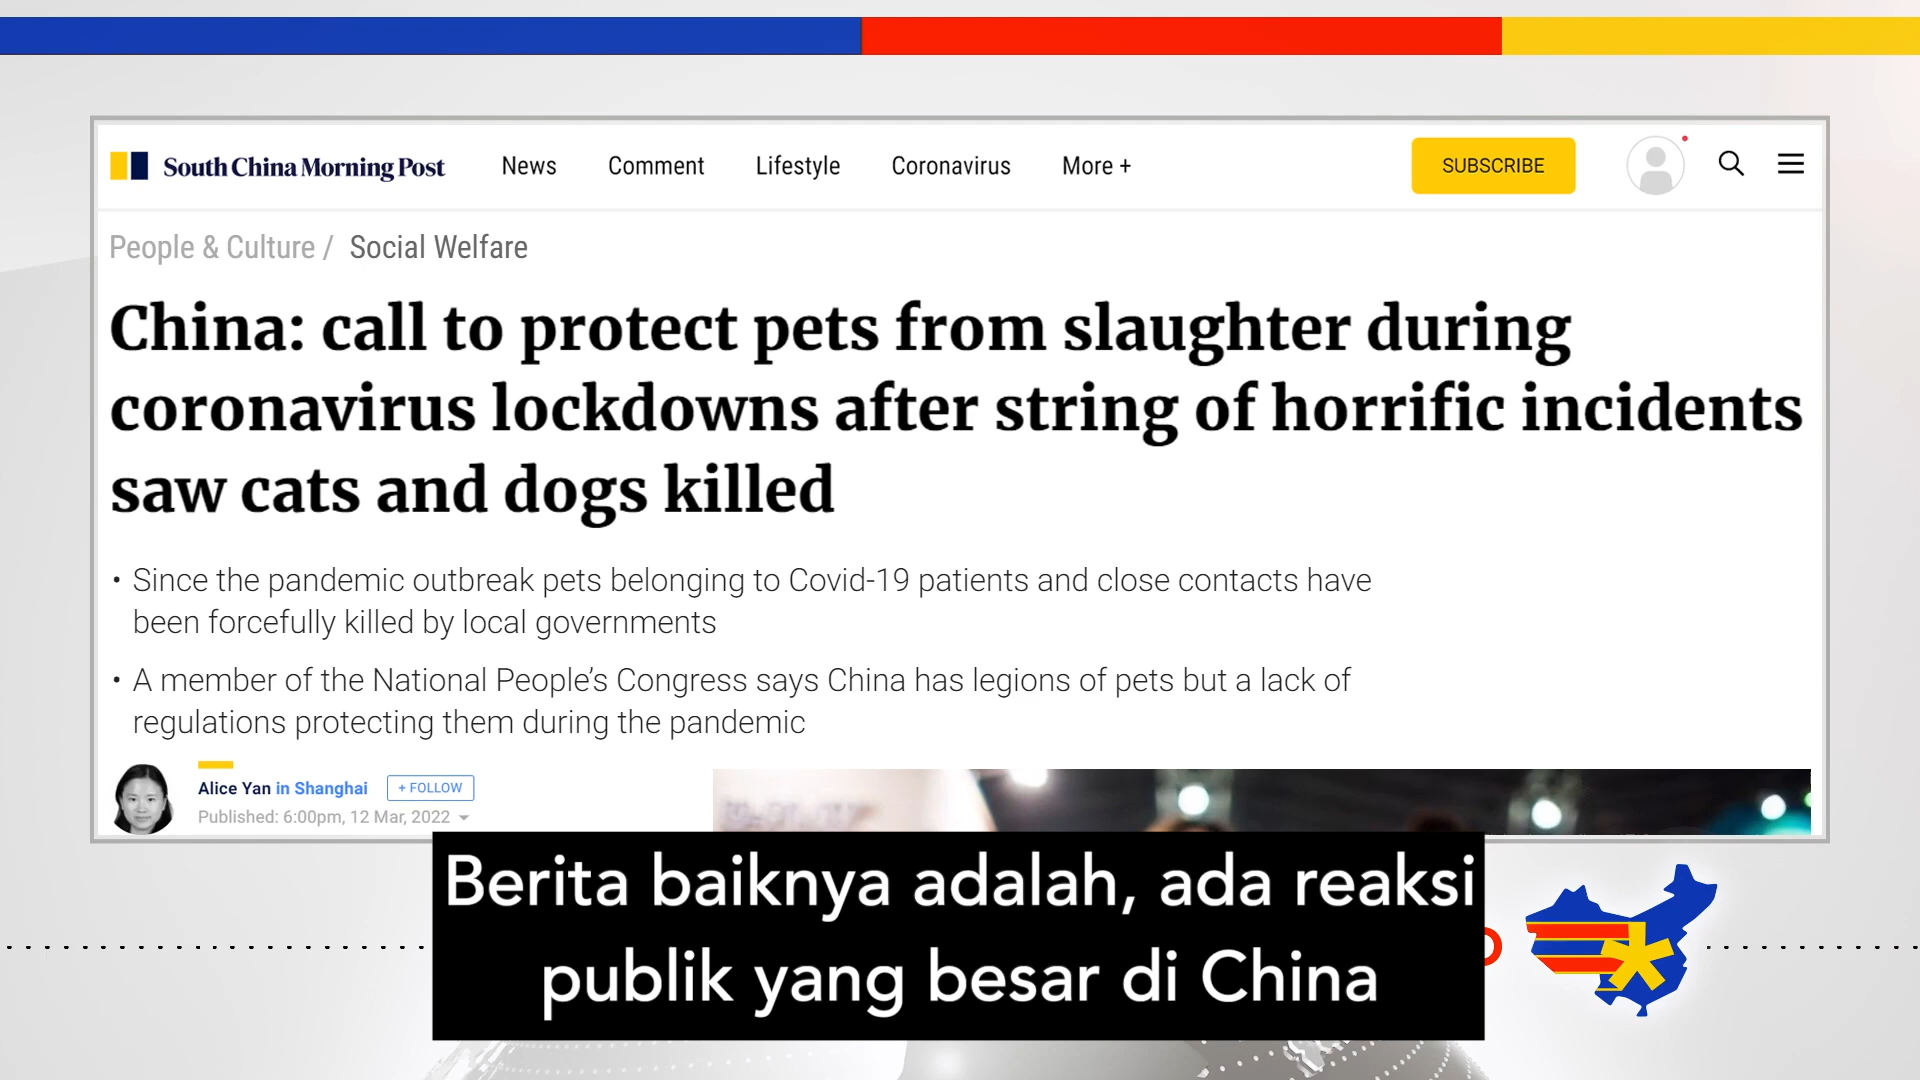 South China Morning Post
News Comment Lifestyle Coronavirus More +
SUBSCRIBE
People & Culture / Social Welfare
China: call to protect pets from slaughter during
coronavirus lockdowns after string of horrific incidents
saw cats and dogs killed
• Since the pandemic outbreak pets belonging to Covid-19 patients and close contacts have
been forcefully killed by local governments
• A member of the National People’s Congress says China has legions of pets but a lack of
regulations protecting them during the pandemic
Alice Yan in Shanghai + FOLLOW
Published: 6:00pm, 12 Mar, 2022
Berita baiknya adalah, ada reaksi
publik yang besar di China